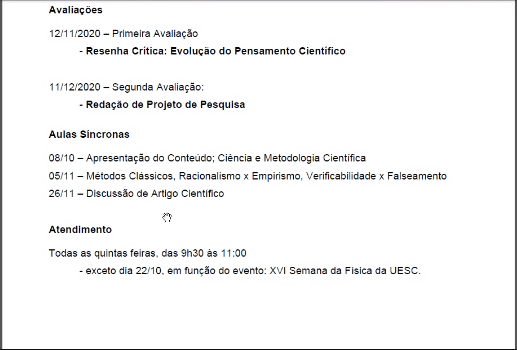 Avaliações
12/11/2020 – Primeira Avaliação
- Resenha Crítica: Evolução do Pensamento Científico
11/12/2020 – Segunda Avaliação:
- Redação de Projeto de Pesquisa
Aulas Síncronas
08/10 – Apresentação do Conteúdo; Ciência e Metodologia Científica
05/11 – Métodos Clássicos, Racionalismo x Empirismo, Verificabilidade x Falseamento
26/11 – Discussão de Artigo Científico
Atendimento
Todas as quintas feiras, das 9h30 às 11:00
- exceto dia 22/10, em função do evento: XVI Semana da Física da UESC.